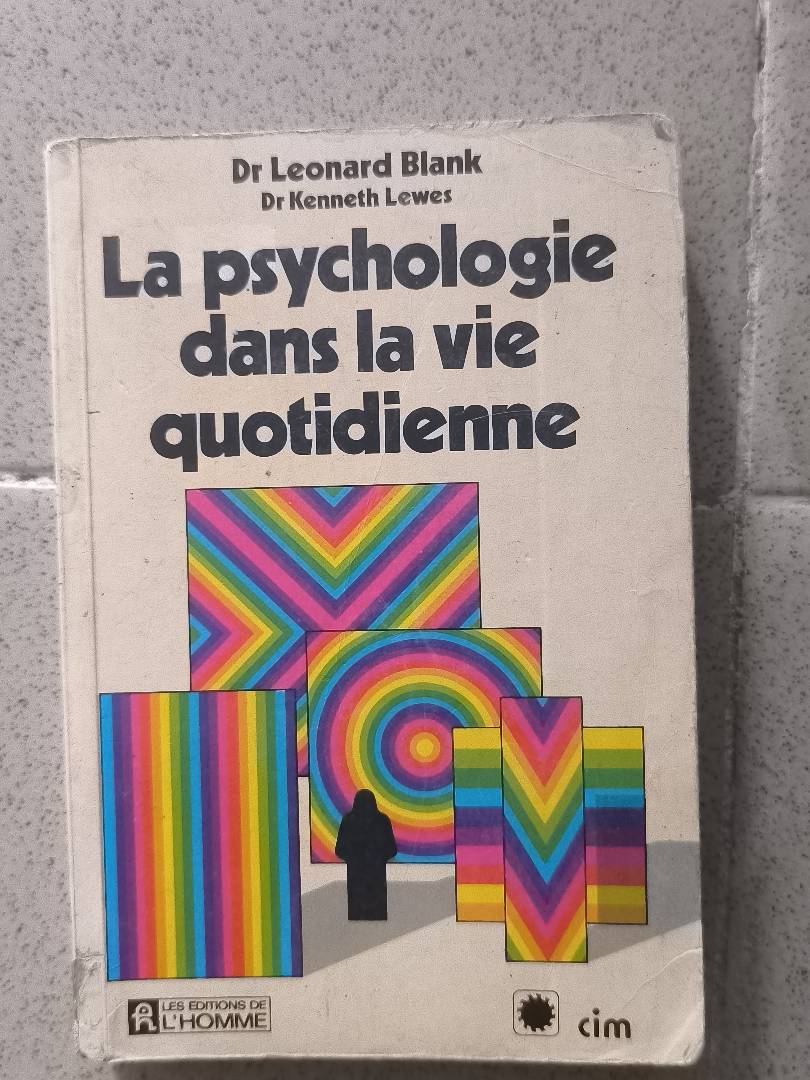 Dr Leonard Blank
Dr Kenneth Lewes
La psychologie
dans la vie
quotidienne
LES EDITIONS DE
L'HOMME
cim